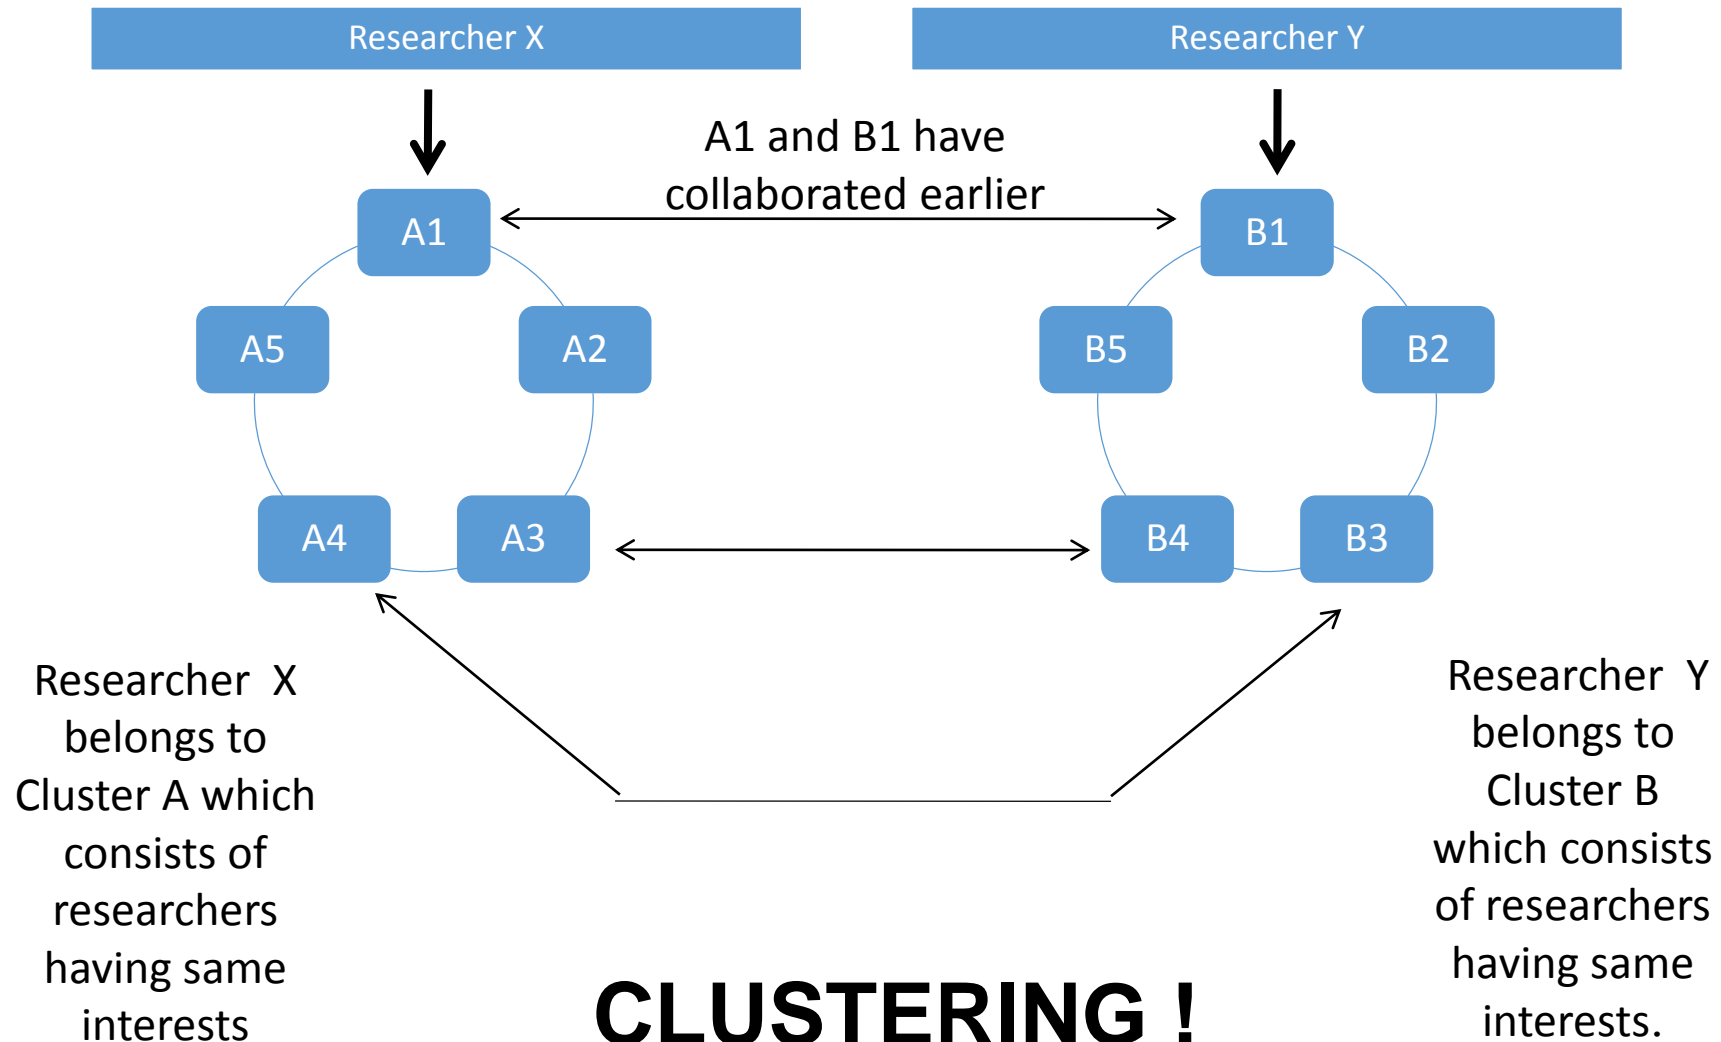 Researcher X
Researcher Y
A1 and B1 have
collaborated earlier
A1
B1
A5
A2
B5
B2
A4
A3
B4
B3
Researcher X
belongs to
Cluster A which
consists of
researchers
having same
interests
Researcher Y
belongs to
Cluster B
which consists
of researchers
having same
interests.
CLUSTERING !